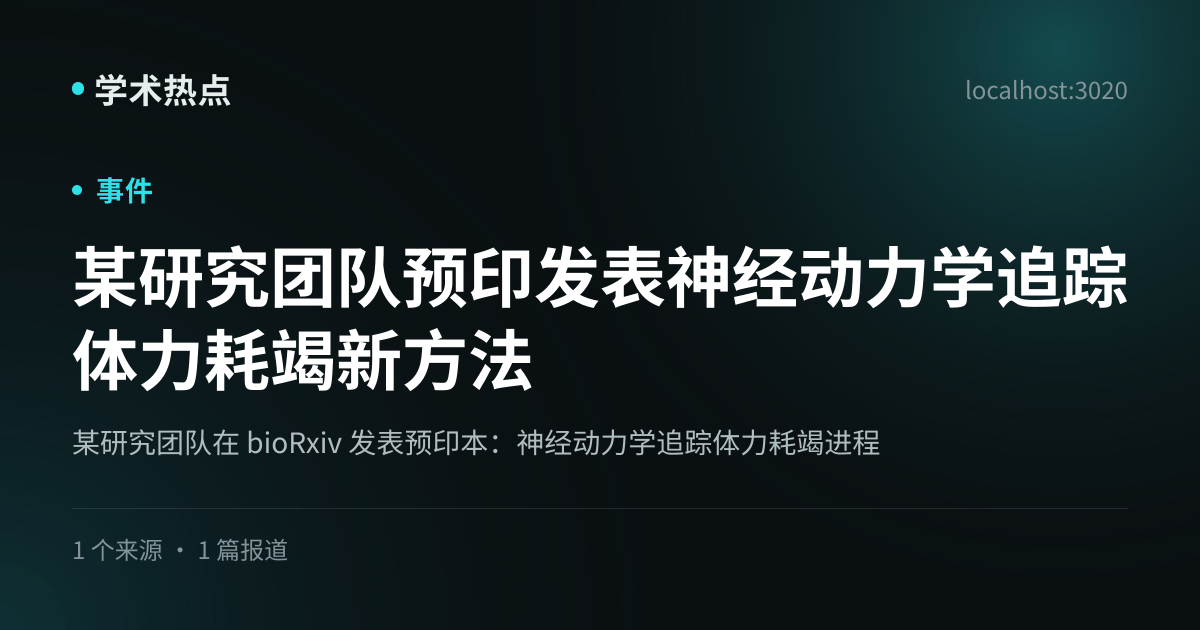 学术热点
localhost:3020
事件
某研究团队预印发表神经动力学追踪
体力耗竭新方法
某研究团队在 bioRxiv 发表预印本：神经动力学追踪体力耗竭进程
1 个来源 · 1 篇报道